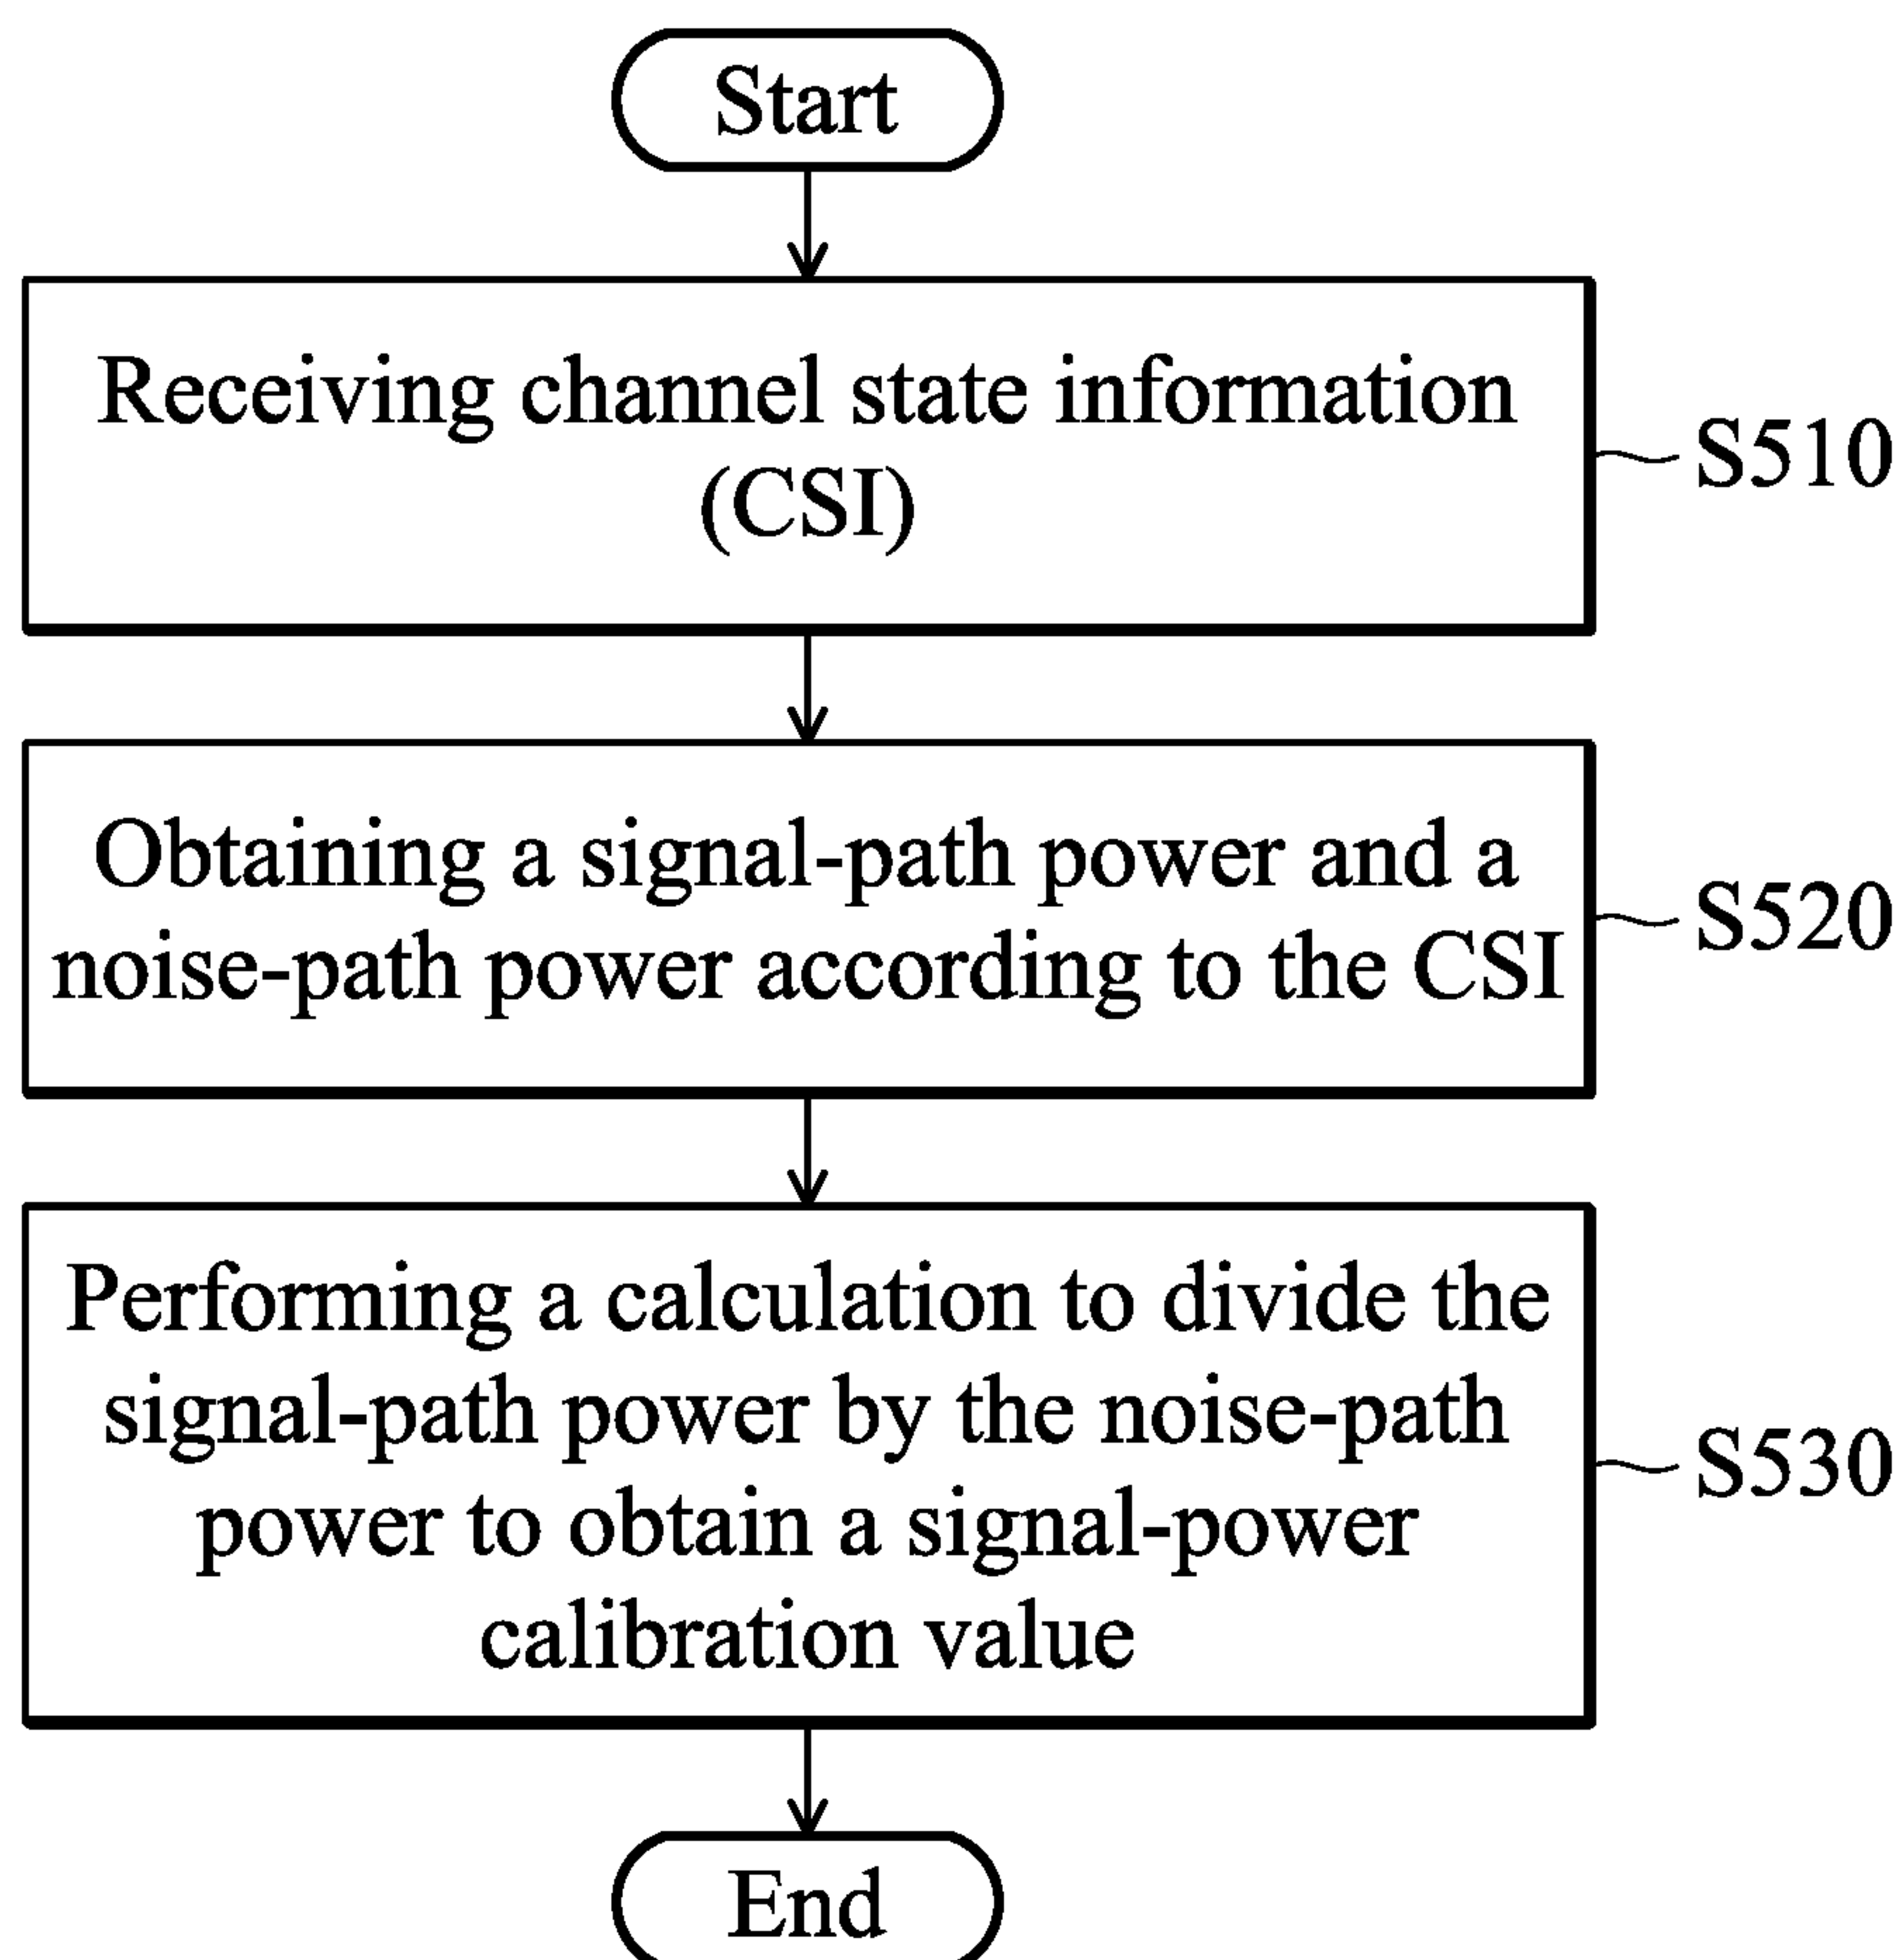 Start
Receiving channel state information
(CSI)
S510
Obtaining a signal-path power and a
noise-path power according to the CSI
S520
Performing a calculation to divide the
signal-path power by the noise-path
power to obtain a signal-power
calibration value
S530
End